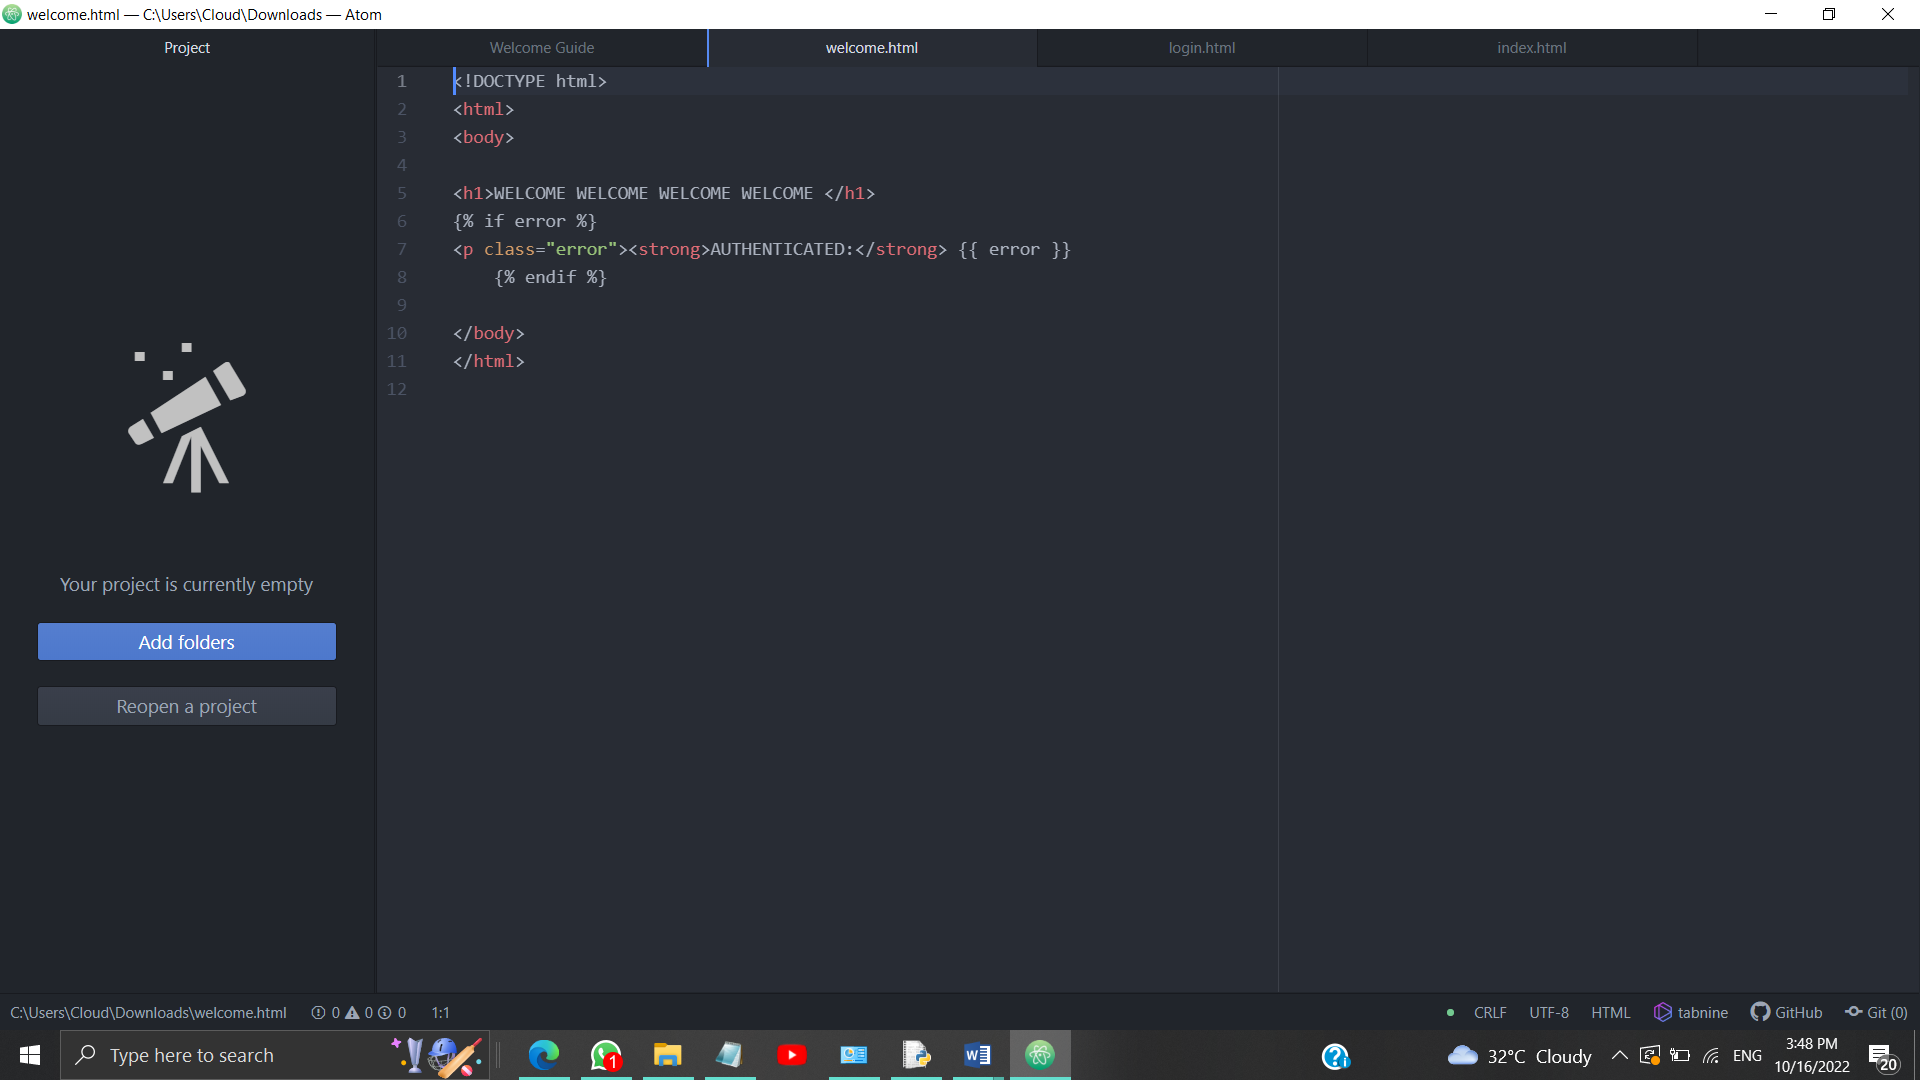 welcome.html — C:\Users\Cloud\Downloads — Atom
Project
Welcome Guide
welcome.html
login.html
index.html
1 <!DOCTYPE html>
2 <html>
3 <body>
4
5 <h1>WELCOME WELCOME WELCOME WELCOME </h1>
6 {% if error %}
7 <p class="error"><strong>AUTHENTICATED:</strong> {{ error }}
8     {% endif %}
9
10 </body>
11 </html>
12
Your project is currently empty
Add folders
Reopen a project
C:\Users\Cloud\Downloads\welcome.html 0 0 0 1:1 CRLF UTF-8 HTML tabnine GitHub Git (0)
Type here to search 1 W 32°C Cloudy ENG 3:48 PM
10/16/2022 20